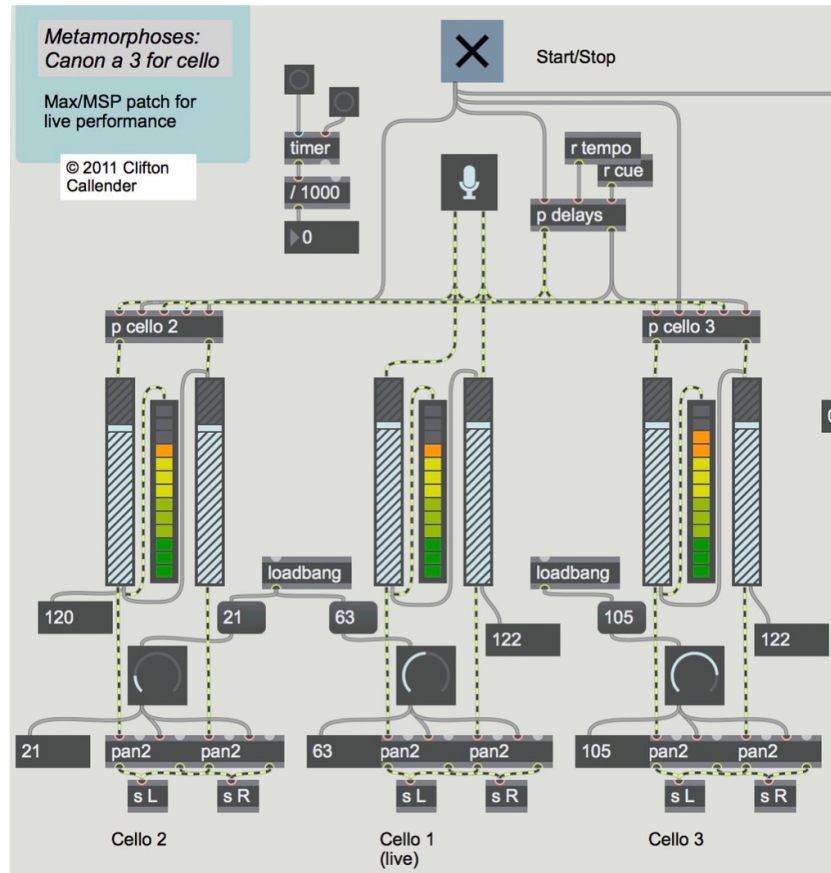 Metamorphoses:
Canon a 3 for cello
Max/MSP patch for
live performance
© 2011 Clifton
Callender
Start/Stop
timer
/ 1000
0
r tempo
r cue
p delays
p cello 2
p cello 3
loadbang
loadbang
120
21
63
122
105
122
21
pan2
pan2
63
pan2
pan2
105
pan2
pan2
s L
s R
s L
s R
s L
s R
Cello 2
Cello 1
(live)
Cello 3